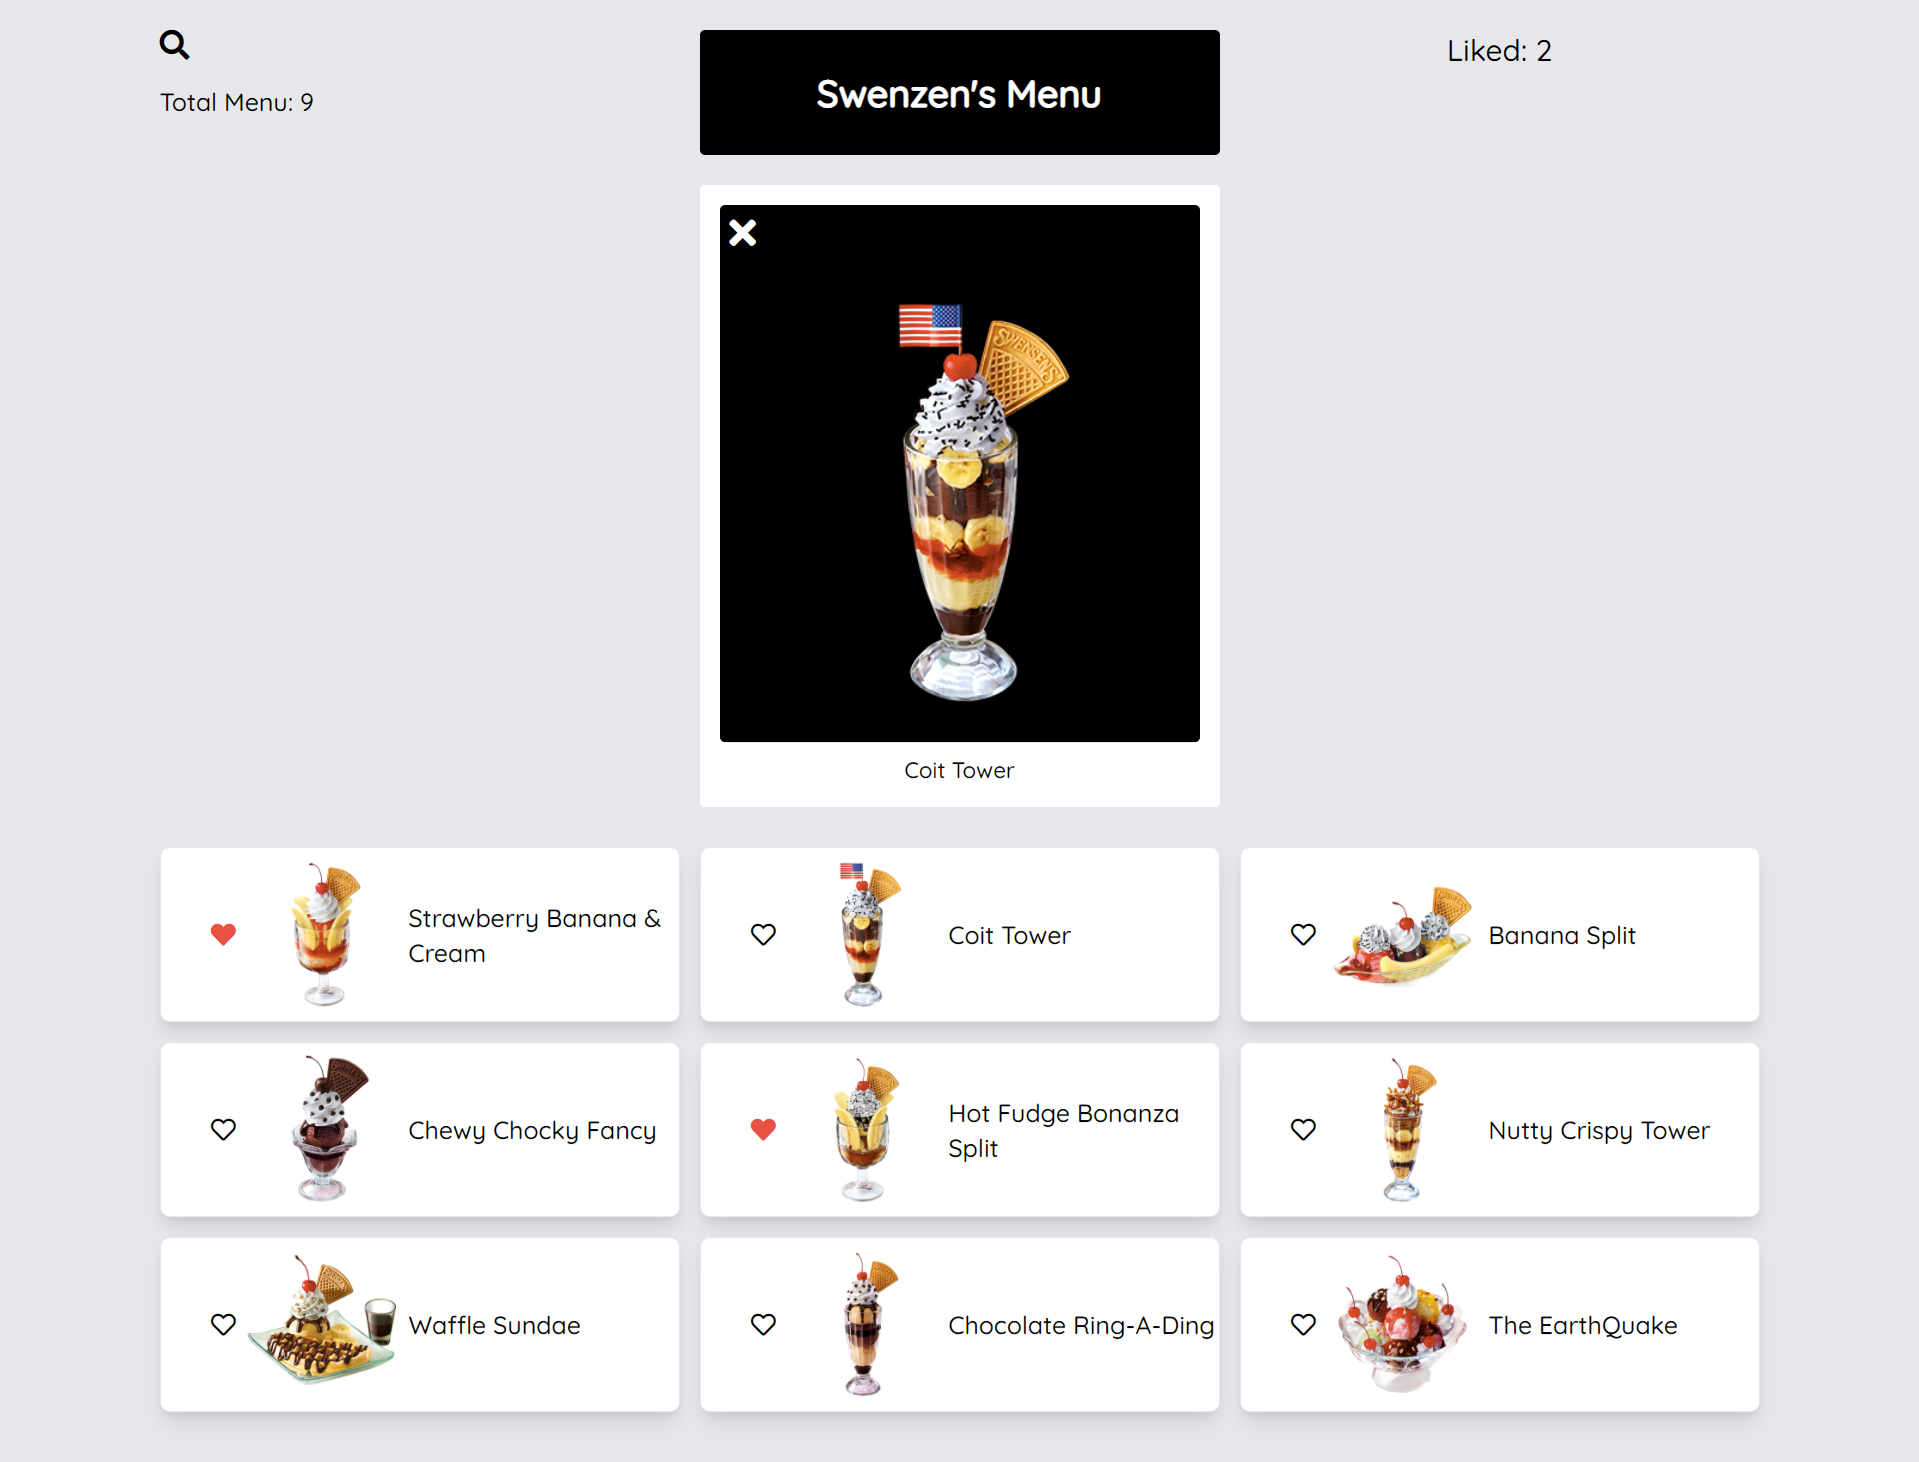 Total Menu: 9
Swenzen's Menu
Liked: 2
SWENSEN'S
Coit Tower
Strawberry Banana &
Cream
Coit Tower
Banana Split
Chewy Chocky Fancy
Hot Fudge Bonanza
Split
Nutty Crispy Tower
Waffle Sundae
Chocolate Ring-A-Ding
The EarthQuake